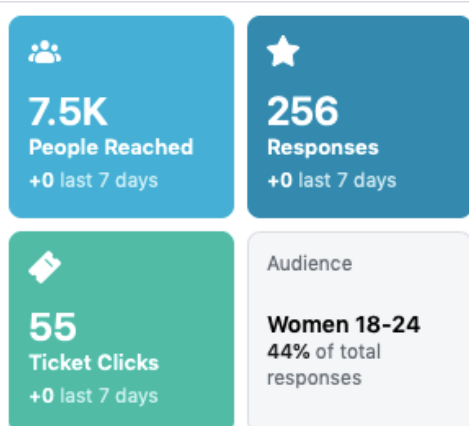 7.5K
People Reached
+0 last 7 days
256
Responses
+0 last 7 days
55
Ticket Clicks
+0 last 7 days
Audience
Women 18-24
44% of total
responses